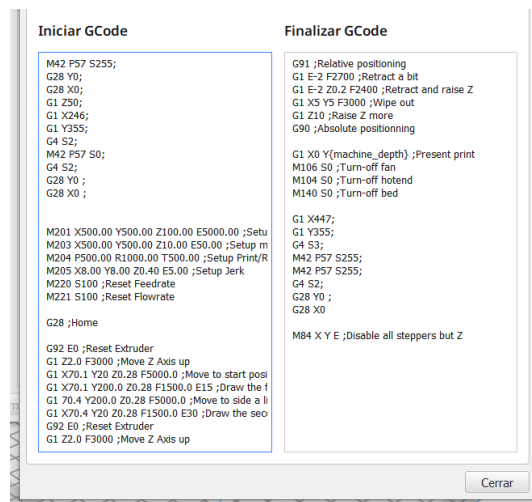 Iniciar GCode
M42 P57 S255;
G28 Y0;
G28 X0;
G1 Z50;
G1 X246;
G1 Y355;
G4 S2;
M42 P57 S0;
G4 S2;
G28 Y0 ;
G28 X0 ;
M201 X500.00 Y500.00 Z100.00 E5000.00 ;Setu
M203 X500.00 Y500.00 Z10.00 E50.00 ;Setup m
M204 P500.00 R1000.00 T500.00 ;Setup Print/R
M205 X8.00 Y8.00 Z0.40 E5.00 ;Setup Jerk
M220 S100 ;Reset Feedrate
M221 S100 ;Reset Flowrate
G28 ;Home
G92 E0 ;Reset Extruder
G1 Z2.0 F3000 ;Move Z Axis up
G1 X70.1 Y20 Z0.28 F5000.0 ;Move to start posi
G1 X70.1 Y200.0 Z0.28 F1500.0 E15 ;Draw the f
G1 70.4 Y200.0 Z0.28 F5000.0 ;Move to side a li
G1 X70.4 Y20 Z0.28 F1500.0 E30 ;Draw the seco
G92 E0 ;Reset Extruder
G1 Z2.0 F3000 ;Move Z Axis up
Finalizar GCode
G91 ;Relative positioning
G1 E-2 F2700 ;Retract a bit
G1 E-2 Z0.2 F2400 ;Retract and raise Z
G1 X5 Y5 F3000 ;Wipe out
G1 Z10 ;Raise Z more
G90 ;Absolute positionning
G1 X0 Y{machine_depth} ;Present print
M106 S0 ;Turn-off fan
M104 S0 ;Turn-off hotend
M140 S0 ;Turn-off bed
G1 X447;
G1 Y355;
G4 S3;
M42 P57 S255;
M42 P57 S255;
G4 S2;
G28 Y0 ;
G28 X0
M84 X Y E ;Disable all steppers but Z
Cerrar